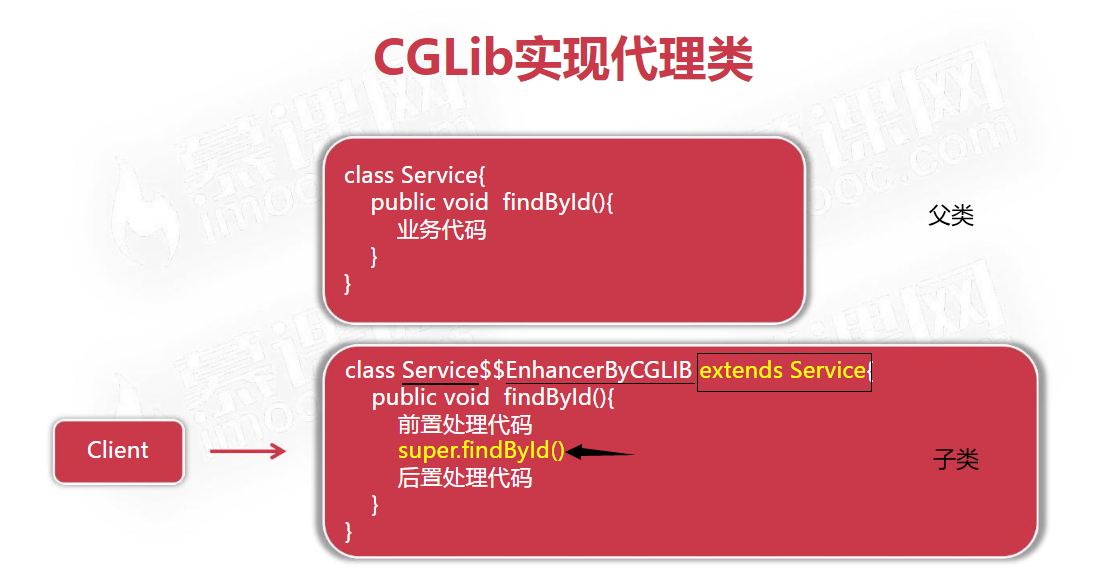 CGLib实现代理类
慕课网
imooc.com
class Service{
public void findById(){
业务代码
}
}
父类
class Service$$EnhancerByCGLIB extends Service{
public void findById(){
前置处理代码
super.findById()
后置处理代码
}
}
Client
子类